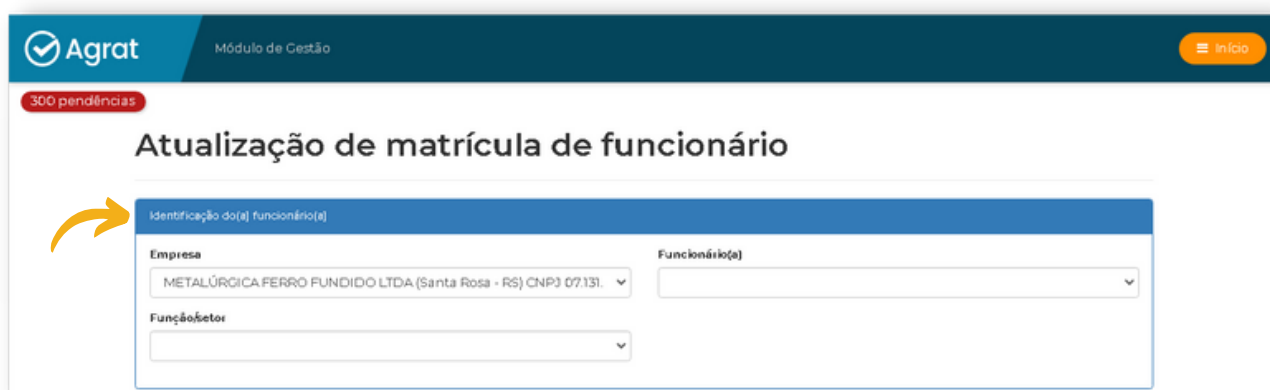 Agrat
Módulo de Gestão
Início
300 pendências
Atualização de matrícula de funcionário
Identificação do(a) funcionário(a)
Empresa
Funcionário(a)
METALÚRGICA FERRO FUNDIDO LTDA (Santa Rosa - RS) CNPJ 07.131.
Função/setor